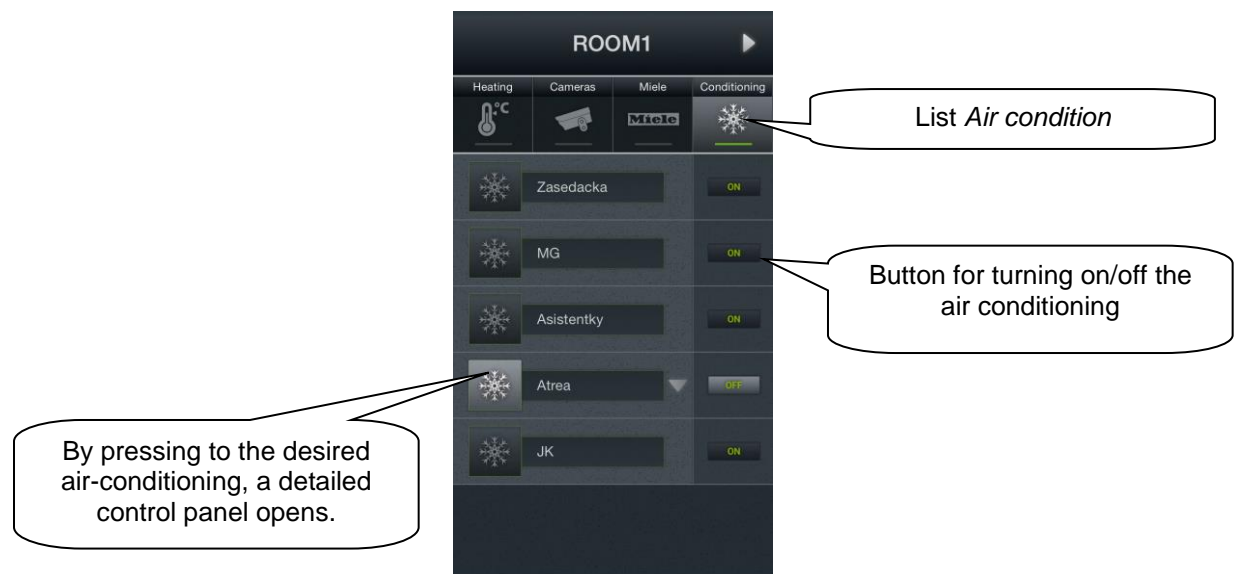 ROOM1
Heating Cameras Miele Conditioning
°C Miele
List Air condition
Zasedacka ON
MG ON
Button for turning on/off the
air conditioning
Asistentky ON
Atrea OFF
By pressing to the desired
air-conditioning, a detailed
control panel opens.
JK ON